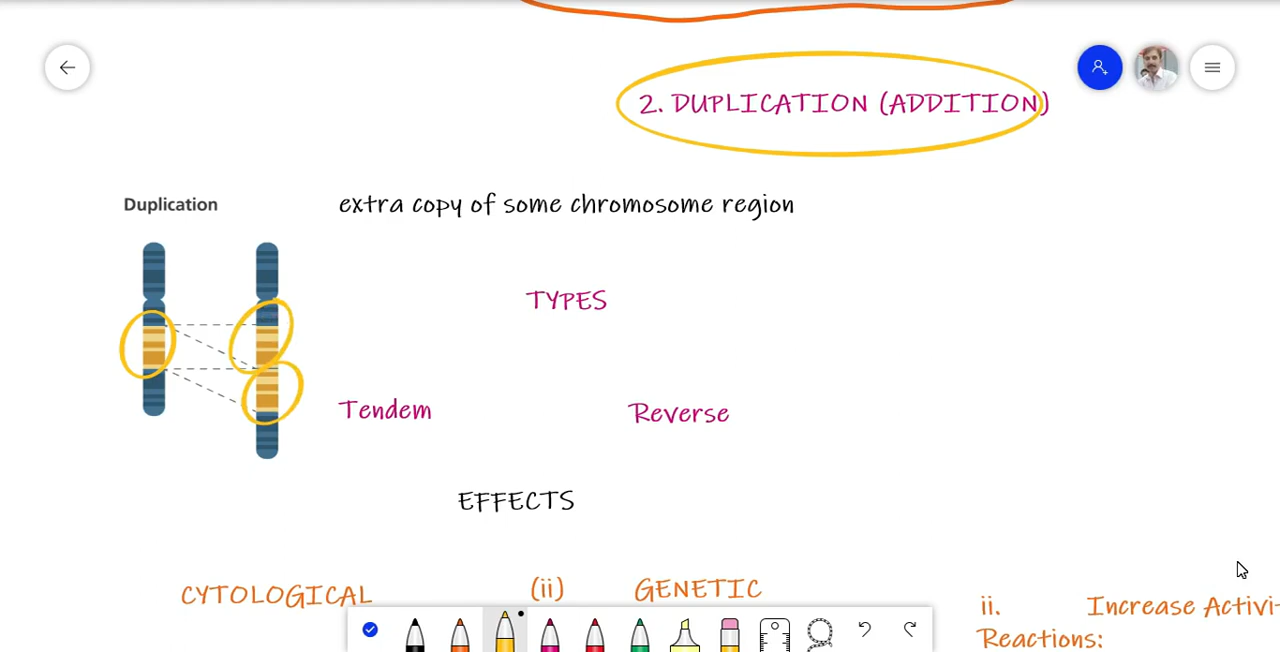 2. DUPLICATION (ADDITION)
Duplication
extra copy of some chromosome region
TYPES
Tendem
Reverse
EFFECTS
CYTOLOGICAL
(ii) GENETIC
ii. Increase Activi
Reactions: